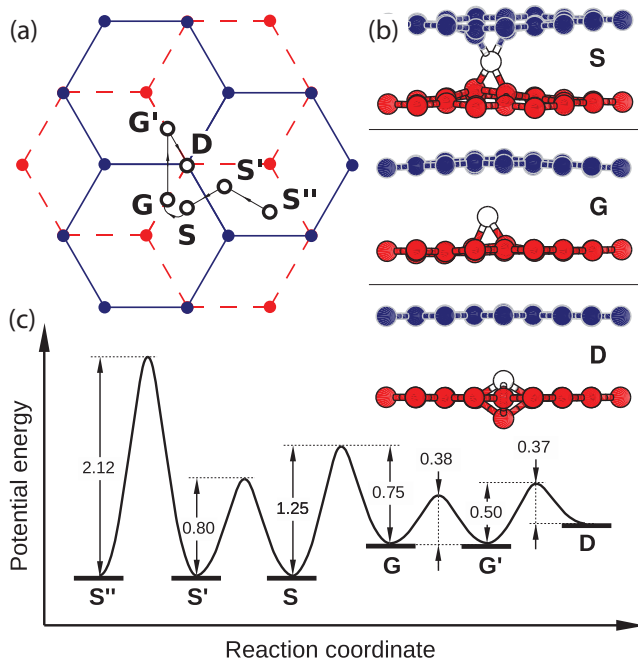 (a)
G'
D
S'
S''
G
S
(b)
S
G
D
(c)
Potential energy
2.12
0.80
1.25
0.75
0.38
0.50
0.37
S''
S'
S
G
G'
D
Reaction coordinate